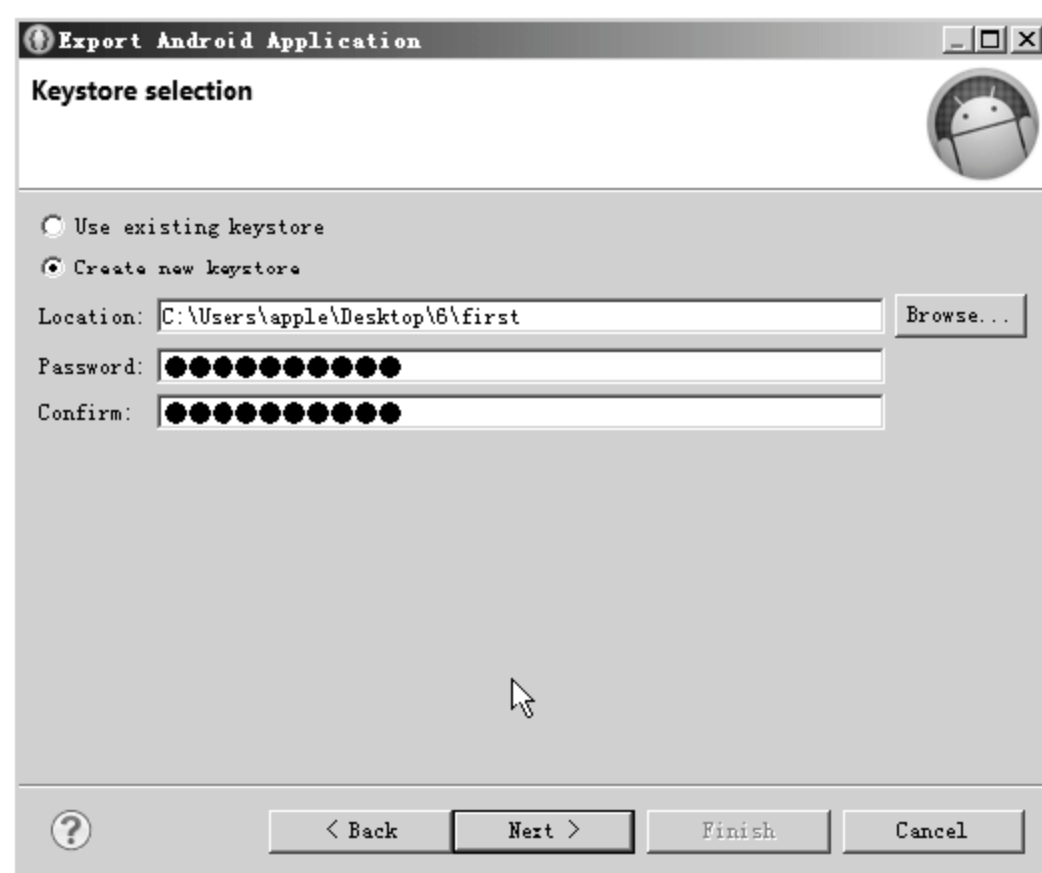 Export Android Application
Keystore selection
Use existing keystore
Create new keystore
Location: C:\Users\apple\Desktop\6\first Browse...
Password: ●●●●●●●●●●
Confirm: ●●●●●●●●●●
? < Back Next > Finish Cancel